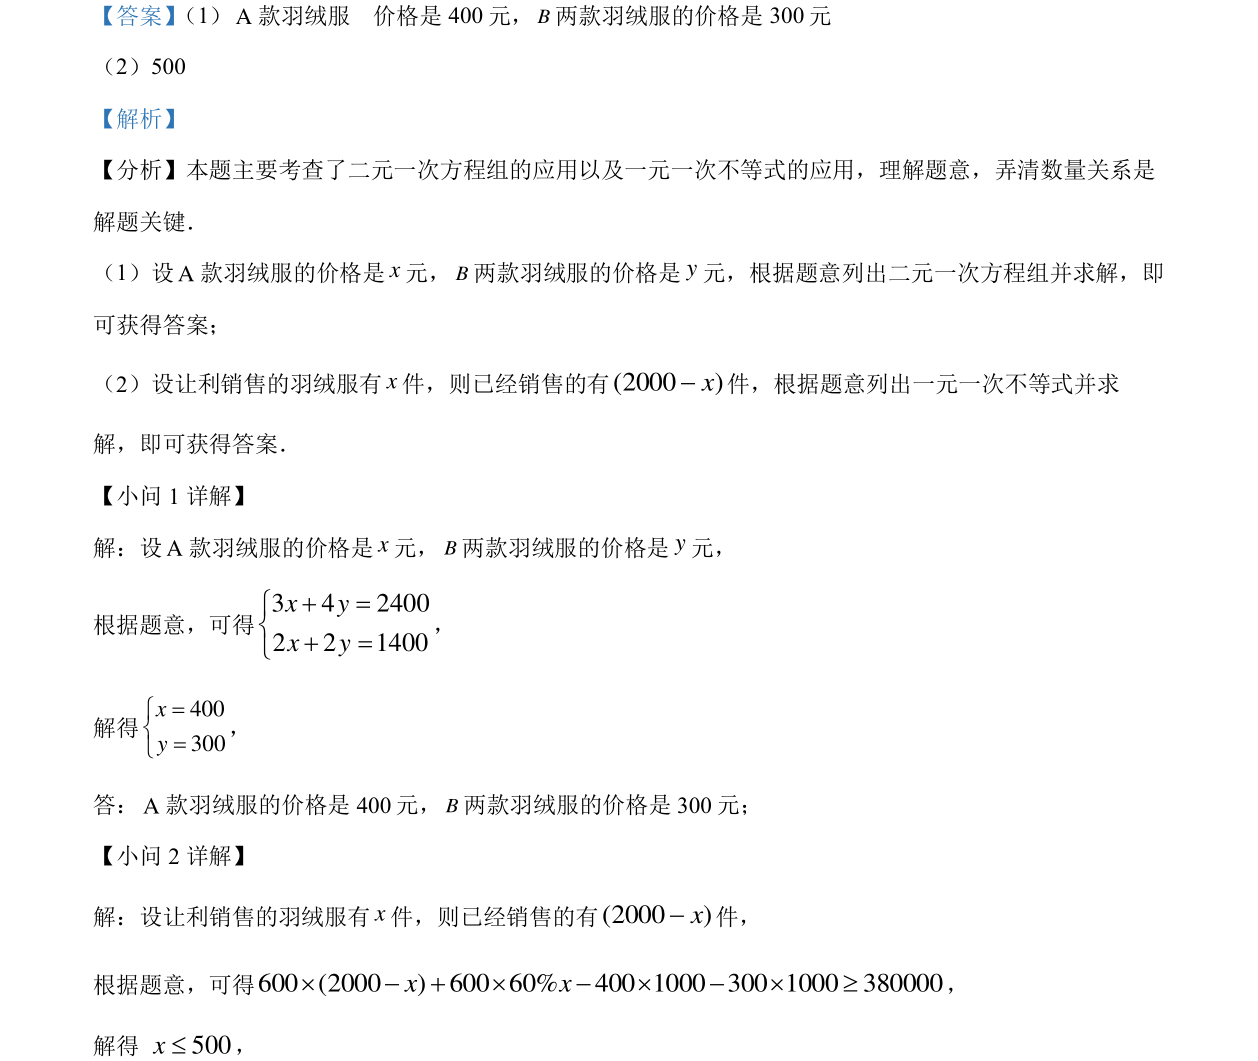 【答案】（1）A 款羽绒服 价格是 400 元，B 两款羽绒服的价格是 300 元
（2）500
【解析】
【分析】本题主要考查了二元一次方程组的应用以及一元一次不等式的应用，理解题意，弄清数量关系是
解题关键．
（1）设 A 款羽绒服的价格是 x 元，B 两款羽绒服的价格是 y 元，根据题意列出二元一次方程组并求解，即
可获得答案；
（2）设让利销售的羽绒服有 x 件，则已经销售的有 (2000 − x) 件，根据题意列出一元一次不等式并求
解，即可获得答案．
【小问 1 详解】
解：设 A 款羽绒服的价格是 x 元，B 两款羽绒服的价格是 y 元，
根据题意，可得 { 3x + 4y = 2400
2x + 2y = 1400 ，
解得 { x = 400
y = 300 ，
答：A 款羽绒服的价格是 400 元，B 两款羽绒服的价格是 300 元；
【小问 2 详解】
解：设让利销售的羽绒服有 x 件，则已经销售的有 (2000 − x) 件，
根据题意，可得 600×(2000 − x) + 600×60%x − 400×1000 − 300×1000 ≥ 380000，
解得 x ≤ 500，